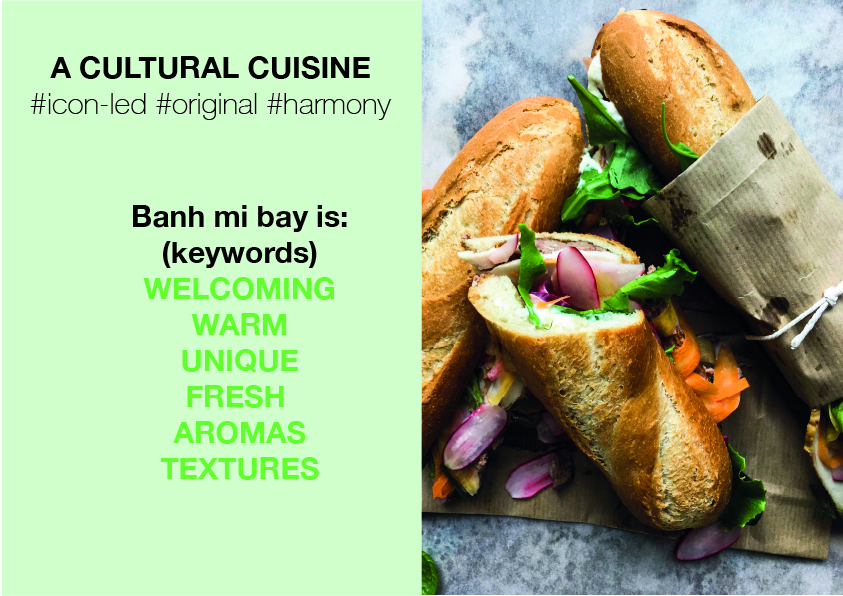 A CULTURAL CUISINE
#icon-led #original #harmony
Banh mi bay is:
(keywords)
WELCOMING
WARM
UNIQUE
FRESH
AROMAS
TEXTURES